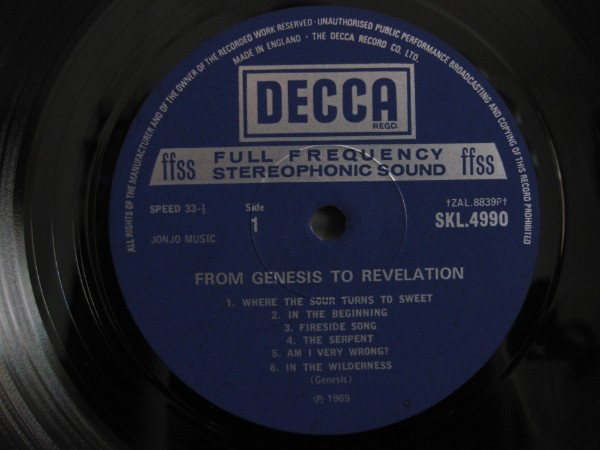 ALL RIGHTS OF THE MANUFACTURER AND OF THE OWNER OF THE RECORDED WORK RESERVED · UNAUTHORISED PUBLIC PERFORMANCE BROADCASTING AND COPYING OF THIS RECORD PROHIBITED
MADE IN ENGLAND · THE DECCA RECORD CO. LTD.
DECCA
REGD.
ffss FULL FREQUENCY STEREOPHONIC SOUND ffss
SPEED 33-⅓ Side 1 †ZAL.8839P†
SKL.4990
JONJO MUSIC
FROM GENESIS TO REVELATION
1. WHERE THE SOUR TURNS TO SWEET
2. IN THE BEGINNING
3. FIRESIDE SONG
4. THE SERPENT
5. AM I VERY WRONG?
6. IN THE WILDERNESS
(Genesis)
℗ 1969